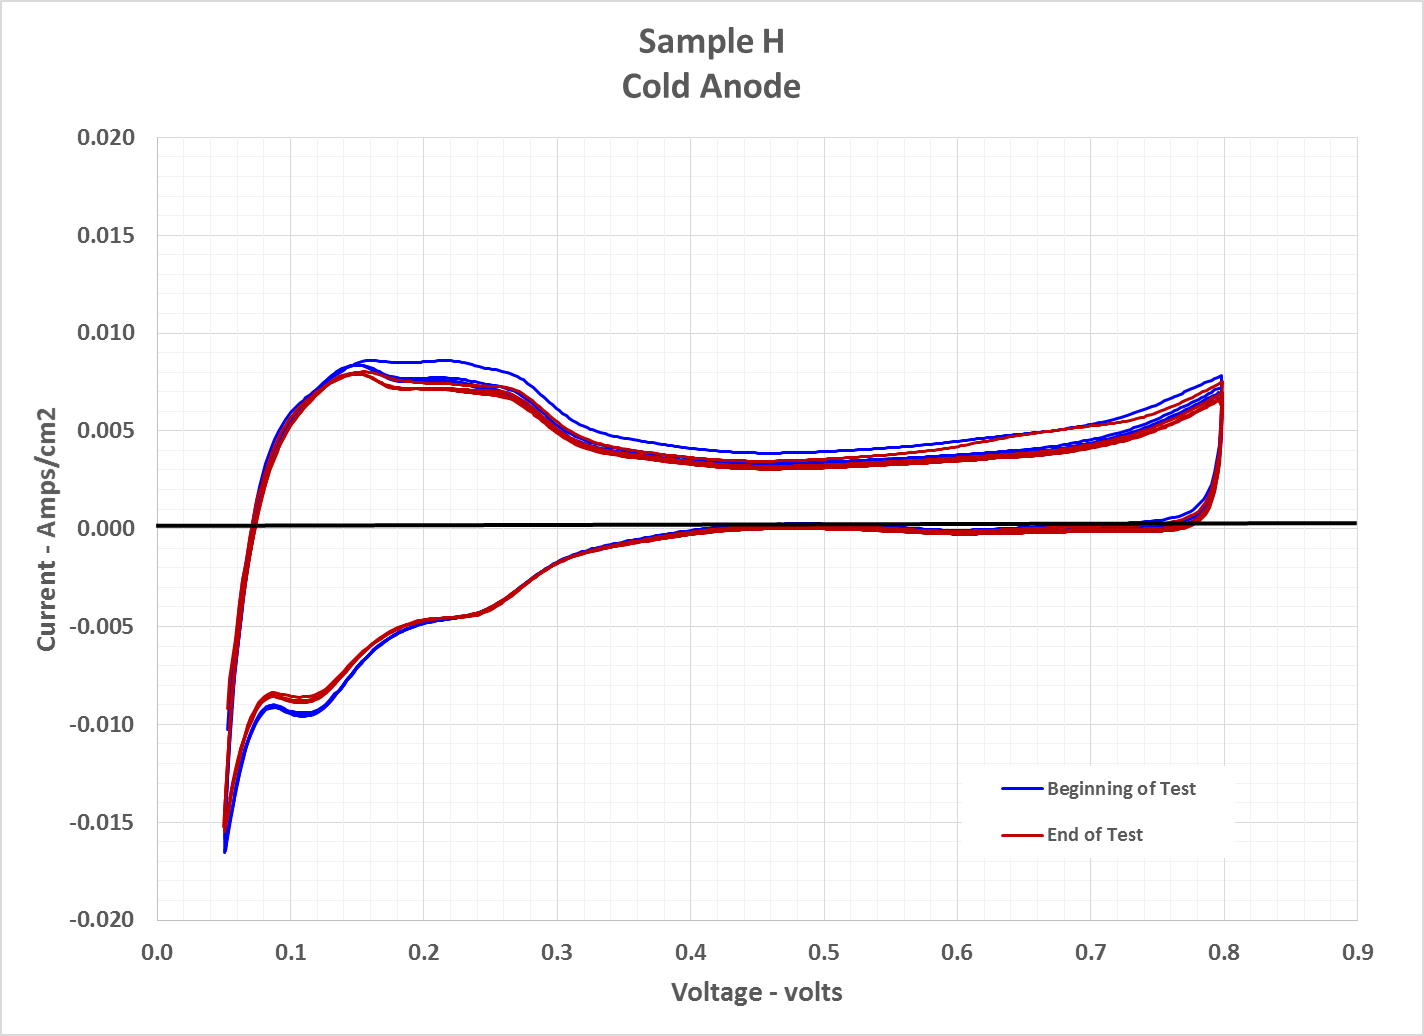 Sample H
Cold Anode
0.020
0.015
0.010
0.005
0.000
-0.005
-0.010
-0.015
-0.020
Current - Amps/cm2
Beginning of Test
End of Test
0.0 0.1 0.2 0.3 0.4 0.5 0.6 0.7 0.8 0.9
Voltage - volts